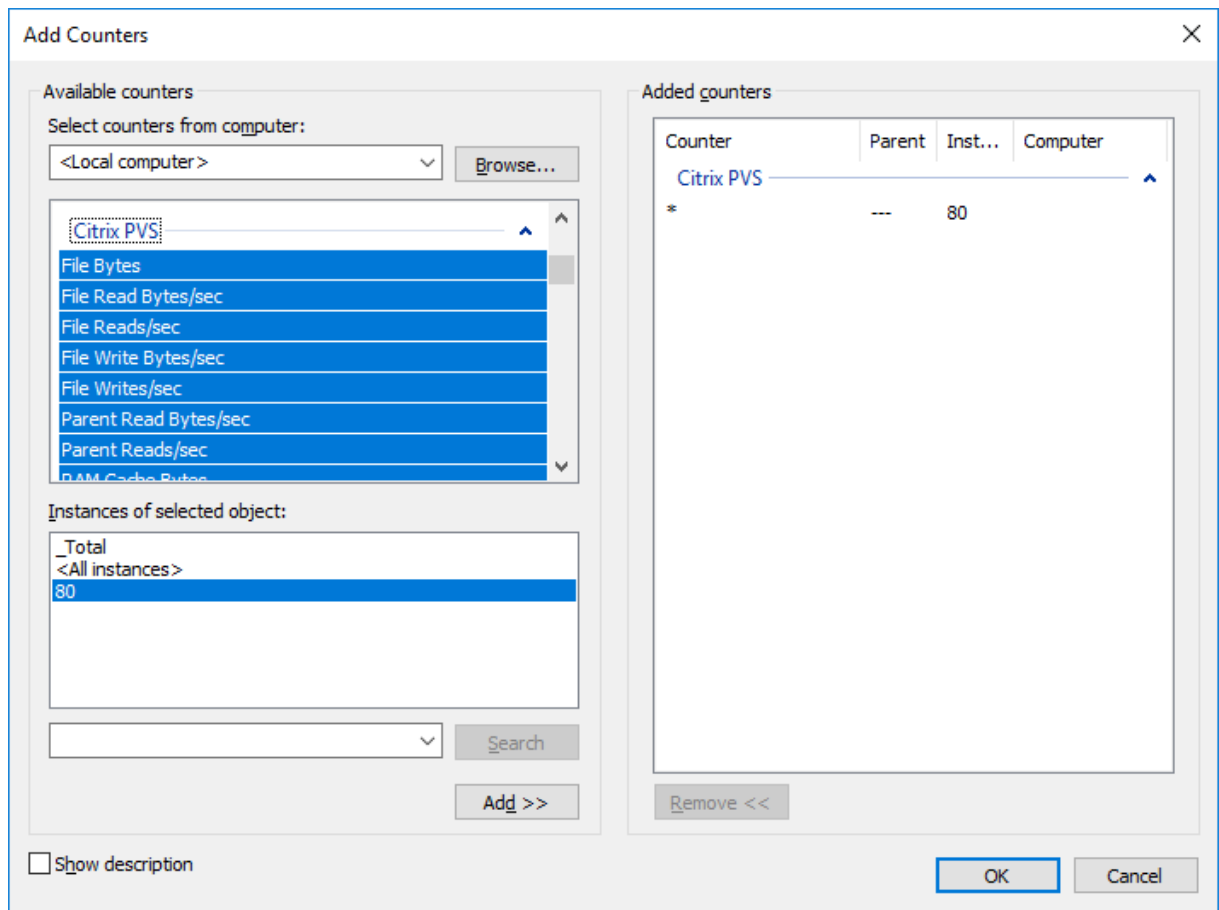 Add Counters
Available counters
Select counters from computer:
<Local computer>
Browse...
Citrix PVS
File Bytes
File Read Bytes/sec
File Reads/sec
File Write Bytes/sec
File Writes/sec
Parent Read Bytes/sec
Parent Reads/sec
RAM Cache Bytes
Instances of selected object:
_Total
<All instances>
80
Search
Add >>
Show description
Added counters
Counter Parent Inst... Computer
Citrix PVS
* --- 80
Remove <<
OK Cancel